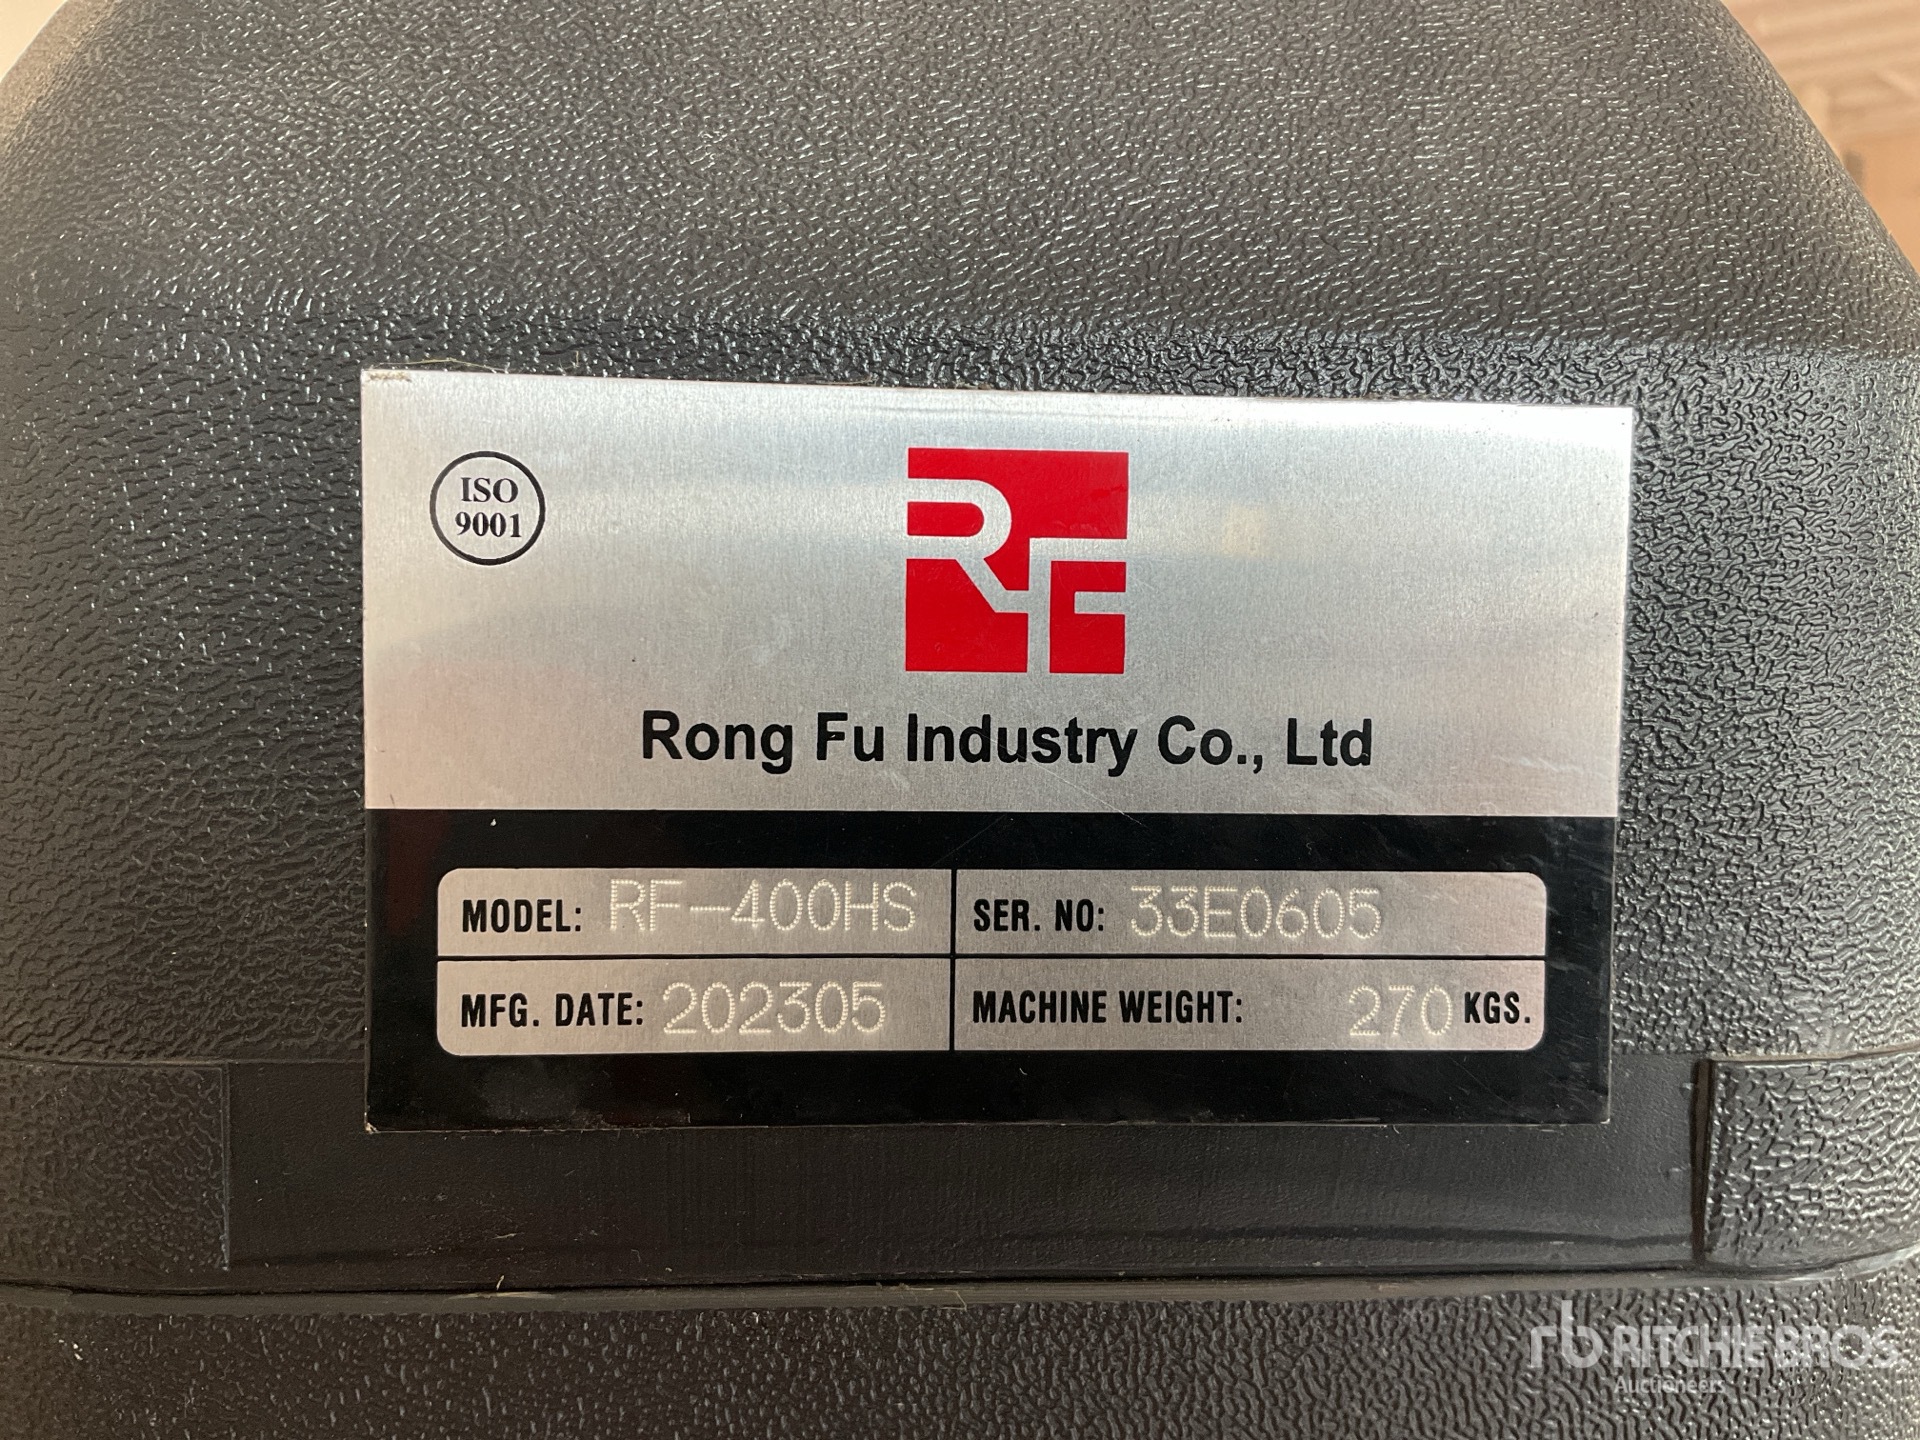 ISO
9001
RF
Rong Fu Industry Co., Ltd
MODEL: RF-400HS
SER. NO: 33E0605
MFG. DATE: 202305
MACHINE WEIGHT: 270 KGS.
rb RITCHIE BROS
Auctioneers